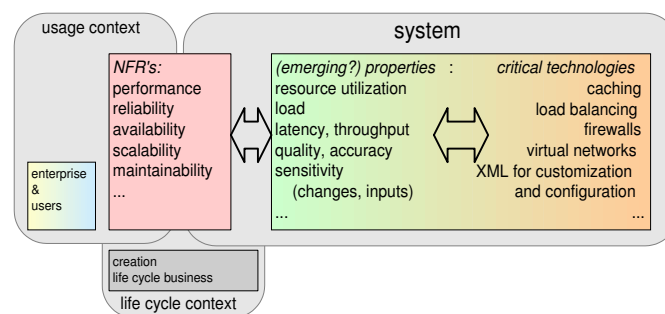 usage context
system
NFR's:
performance
reliability
availability
scalability
maintainability
...
(emerging?) properties : critical technologies
resource utilization
load
latency, throughput
quality, accuracy
sensitivity
(changes, inputs)
...
caching
load balancing
firewalls
virtual networks
XML for customization
and configuration
...
enterprise
&
users
creation
life cycle business
life cycle context